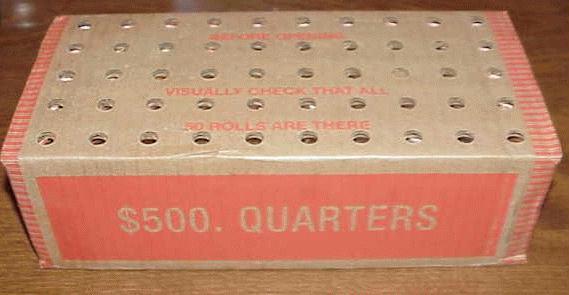 BEFORE OPENING
VISUALLY CHECK THAT ALL
50 ROLLS ARE THERE
$500. QUARTERS